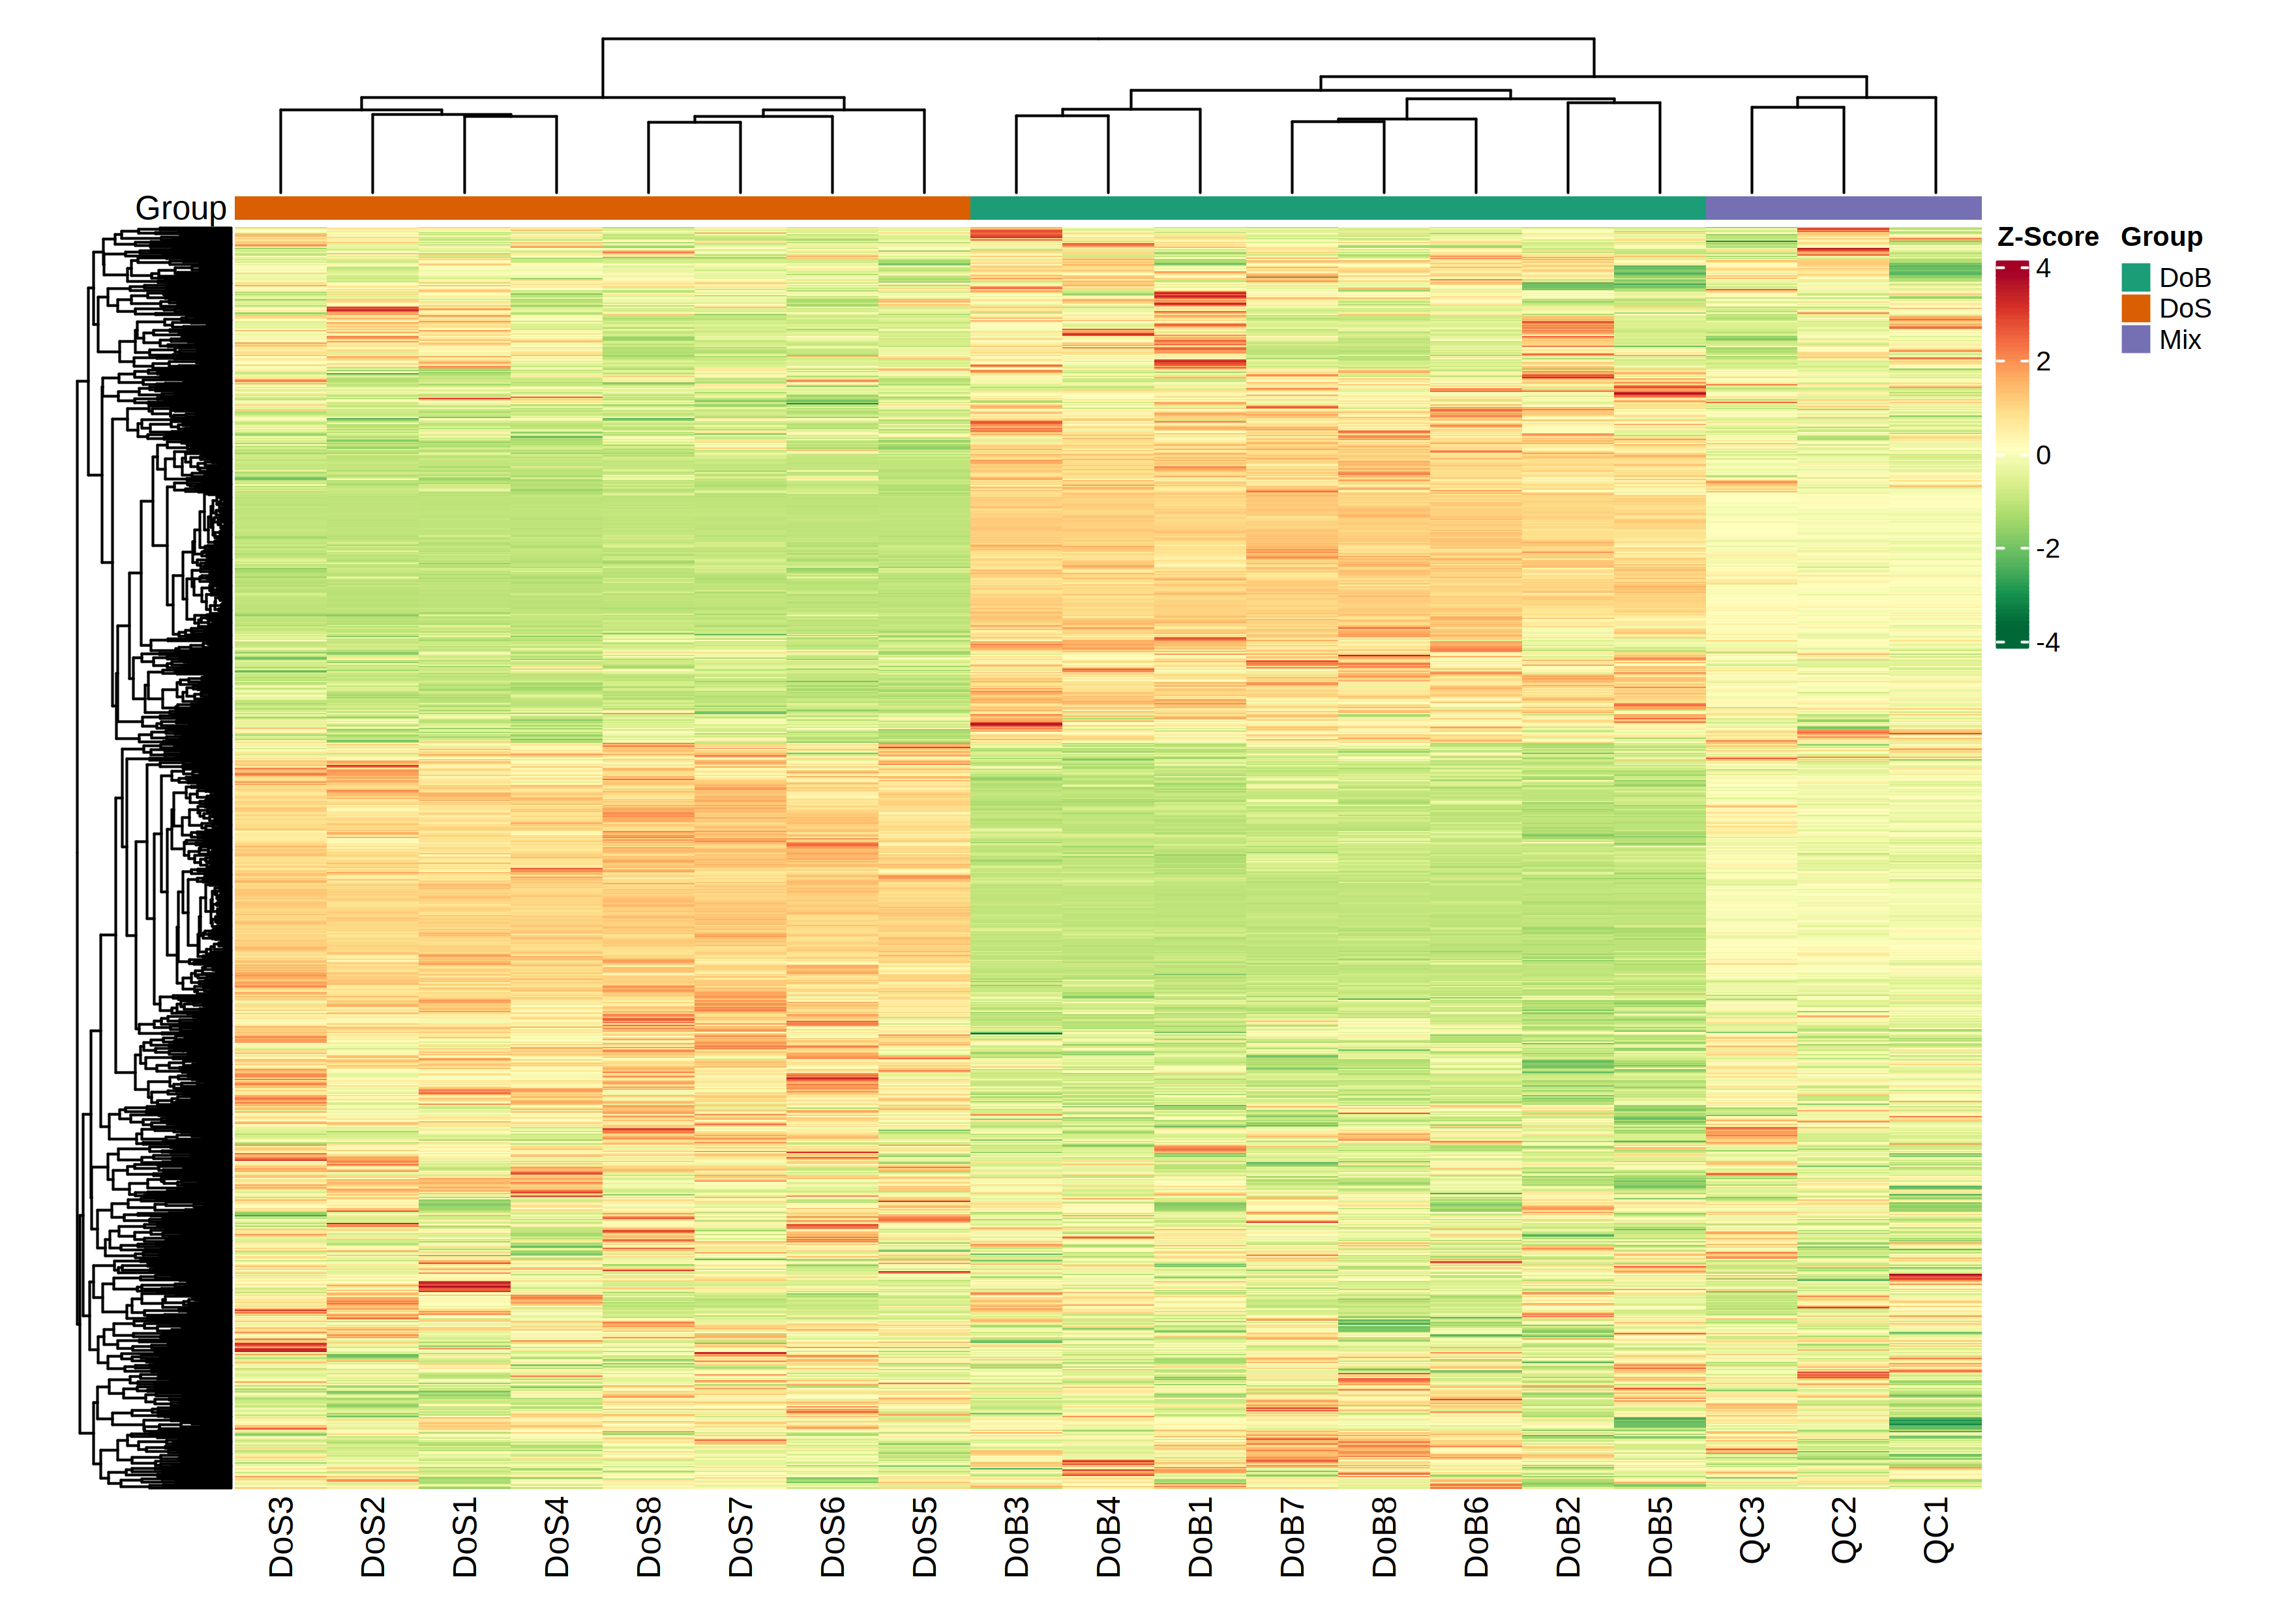 Group
Z-Score
4
2
0
-2
-4
Group
DoB
DoS
Mix
DoS3
DoS2
DoS1
DoS4
DoS8
DoS7
DoS6
DoS5
DoB3
DoB4
DoB1
DoB7
DoB8
DoB6
DoB2
DoB5
QC3
QC2
QC1